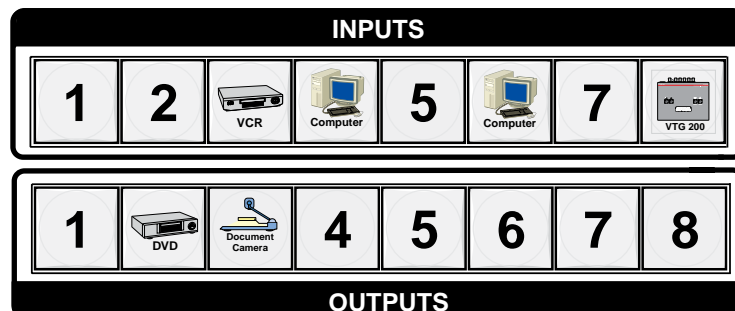 INPUTS
1 2 VCR Computer 5 Computer 7 VTG 200
1 DVD Document Camera 4 5 6 7 8
OUTPUTS